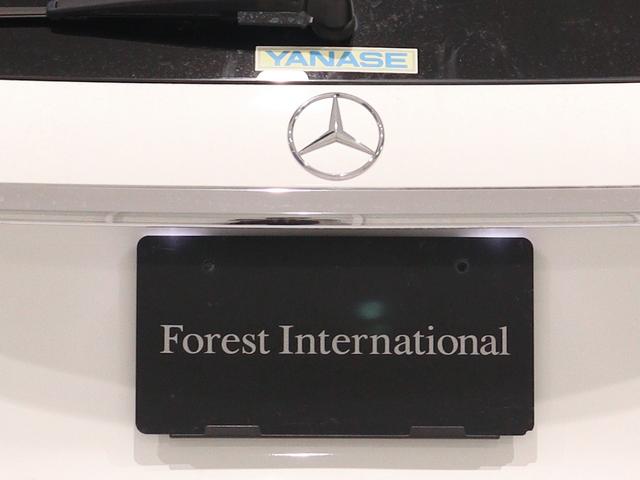 YANASE
Forest International